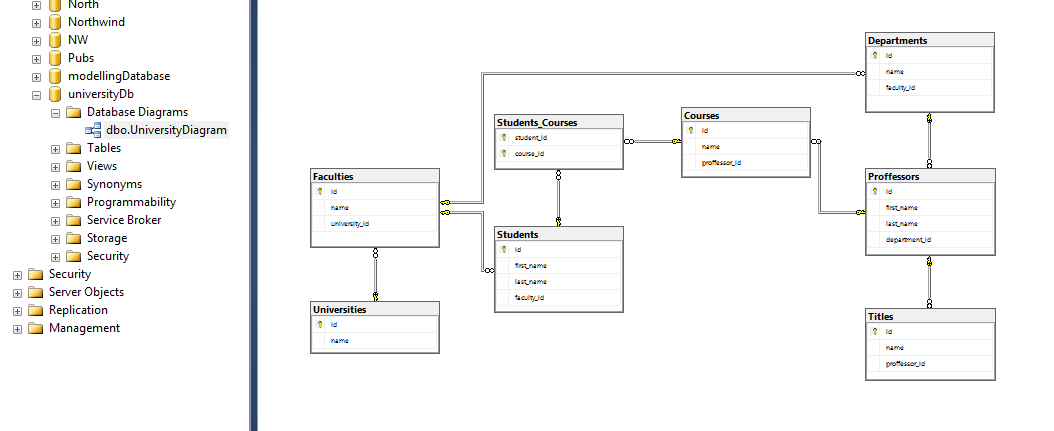 North
Northwind
NW
Pubs
modellingDatabase
universityDb
Database Diagrams
dbo.UniversityDiagram
Tables
Views
Synonyms
Programmability
Service Broker
Storage
Security
Security
Server Objects
Replication
Management
Faculties
id
name
university_id
Universities
id
name
Students_Courses
student_id
course_id
Students
id
first_name
last_name
faculty_id
Courses
id
name
proffessor_id
Departments
id
name
faculty_id
Proffessors
id
first_name
last_name
department_id
Titles
id
name
proffessor_id